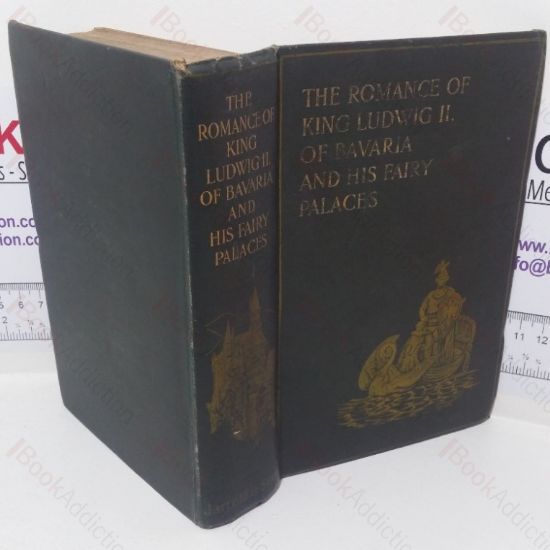 THE
ROMANCE OF
KING
LUDWIG II.
OF BAVARIA
AND
HIS FAIRY
PALACES
THE ROMANCE OF
KING LUDWIG II.
OF BAVARIA
AND HIS FAIRY
PALACES
BookAddiction